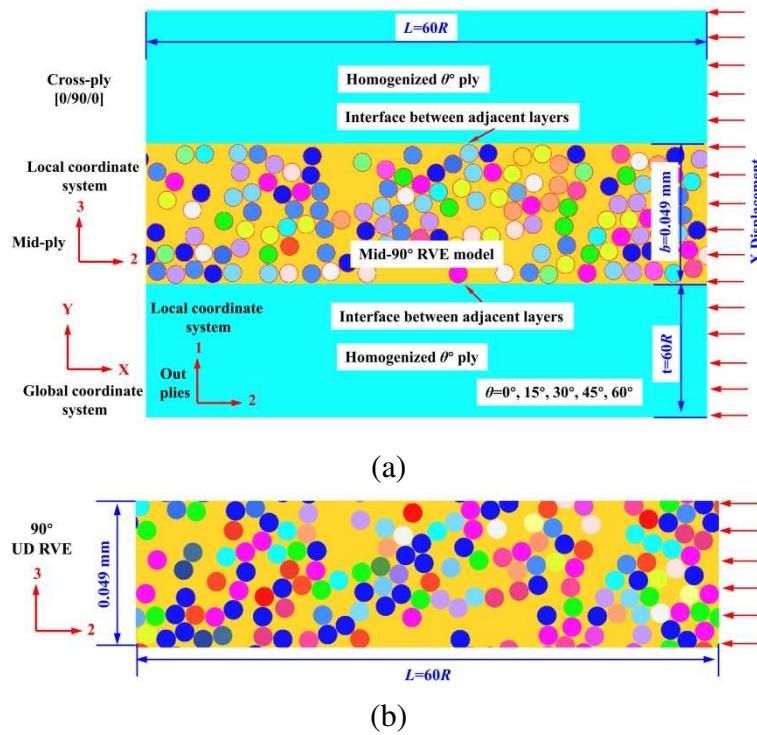 L=60R
Cross-ply
[0/90/0]
Homogenized θ° ply
Interface between adjacent layers
Local coordinate
system
3
2
Mid-ply
Mid-90° RVE model
b=0.049 mm
X Displacement
Interface between adjacent layers
Local coordinate
system
1
2
Out
plies
Homogenized θ° ply
t=60R
Y
X
Global coordinate
system
θ=0°, 15°, 30°, 45°, 60°
(a)
90°
UD RVE
3
2
0.049 mm
L=60R
(b)